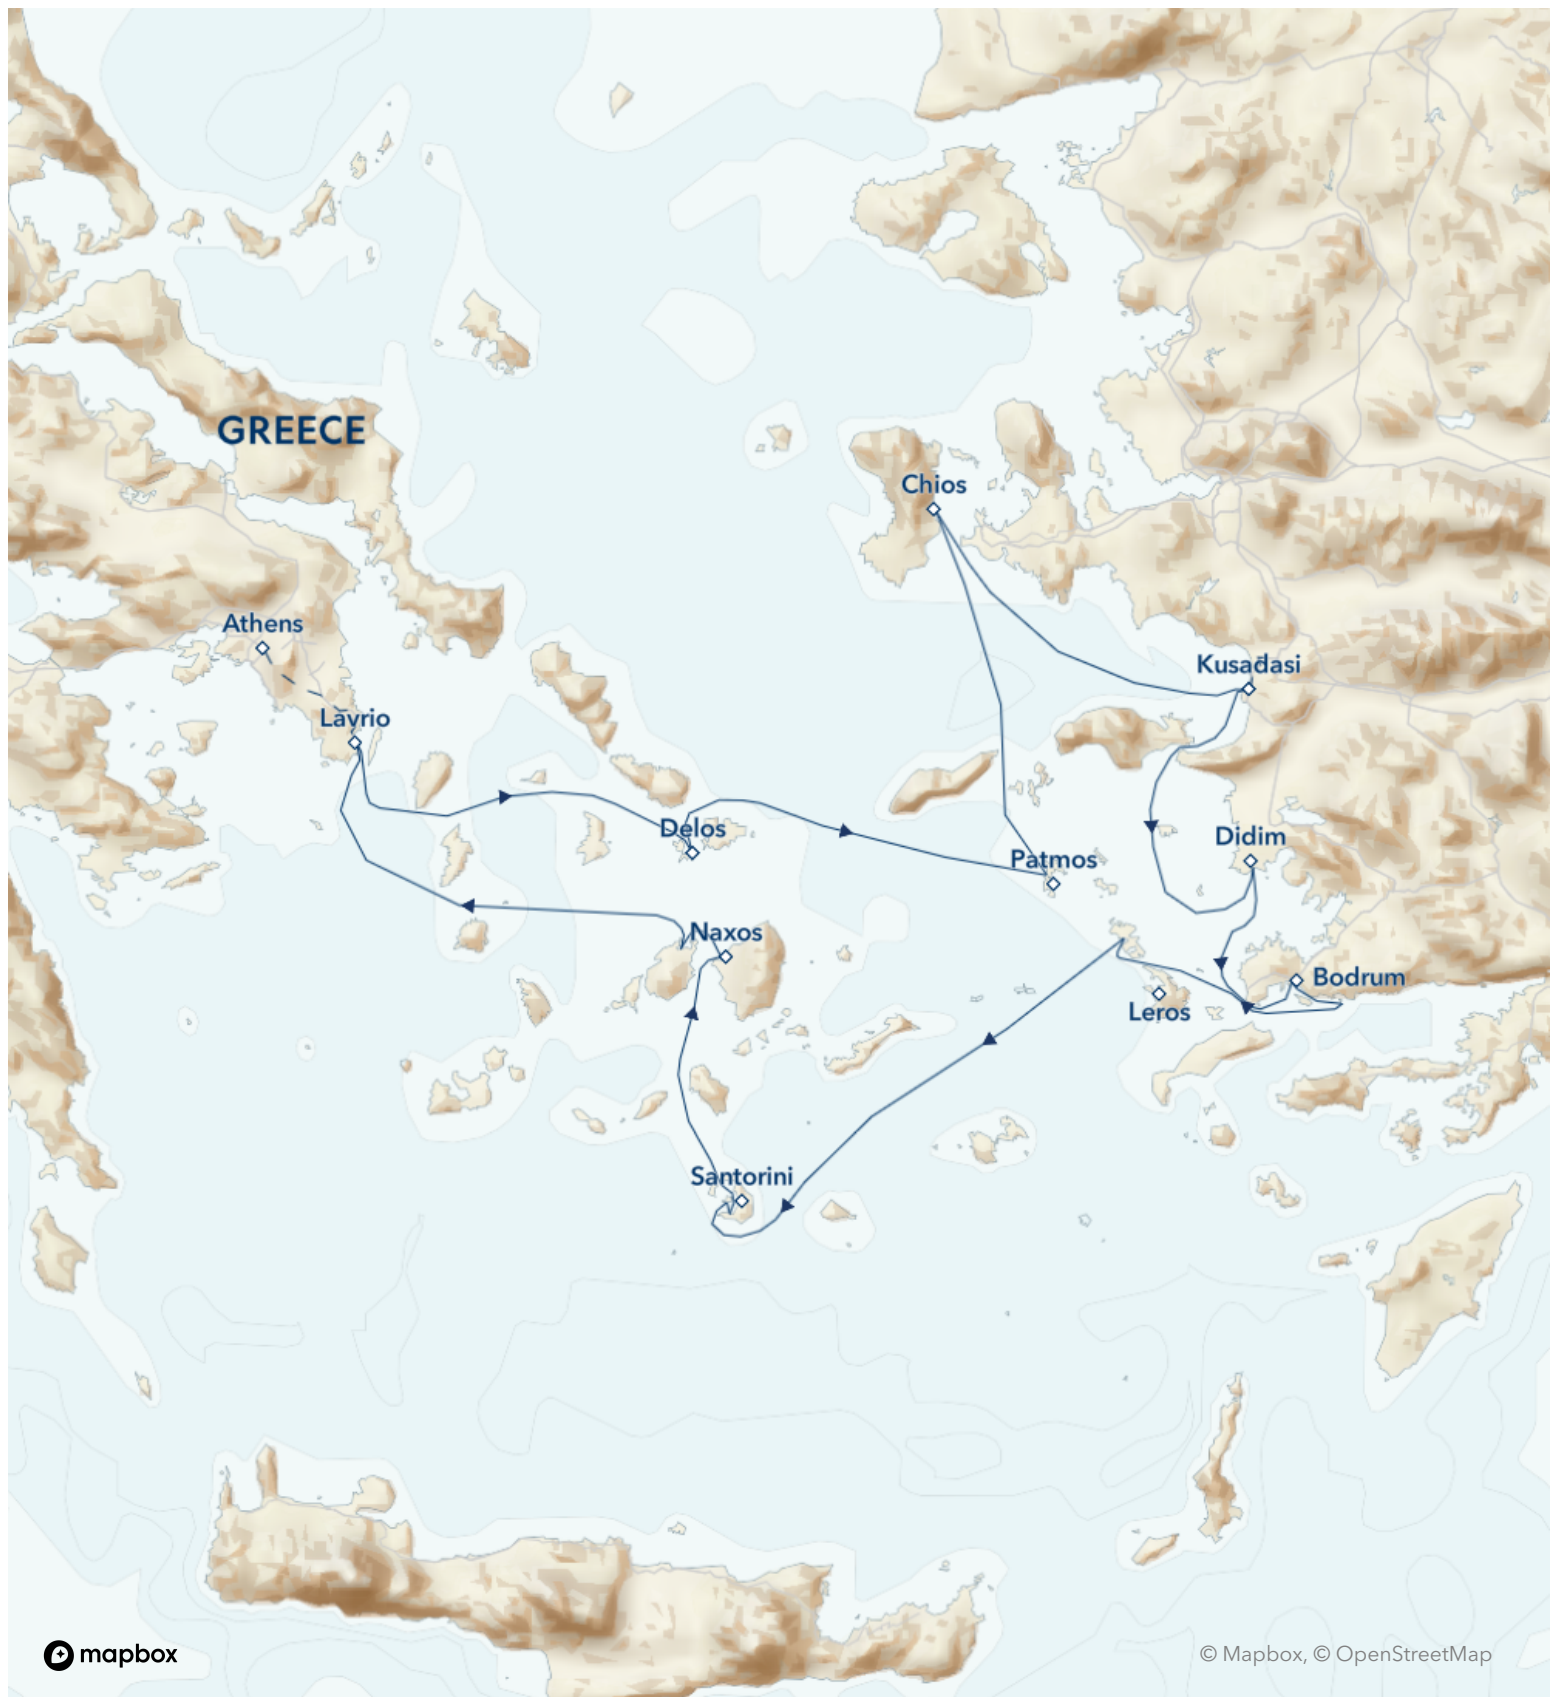 GREECE
Chios
Athens
Kusadasi
Lavrio
Delos
Didim
Patmos
Naxos
Bodrum
Leros
Santorini
mapbox
© Mapbox, © OpenStreetMap